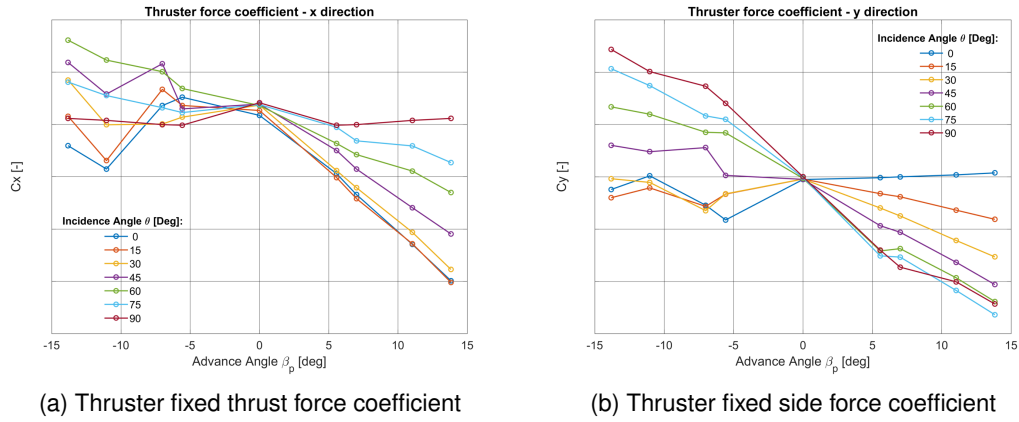 Thruster force coefficient - x direction
Cx [-]
Incidence Angle θ [Deg]:
0
15
30
45
60
75
90
-15 -10 -5 0 5 10 15
Advance Angle β_p [deg]
(a) Thruster fixed thrust force coefficient
Thruster force coefficient - y direction
Cy [-]
Incidence Angle θ [Deg]:
0
15
30
45
60
75
90
-15 -10 -5 0 5 10 15
Advance Angle β_p [deg]
(b) Thruster fixed side force coefficient